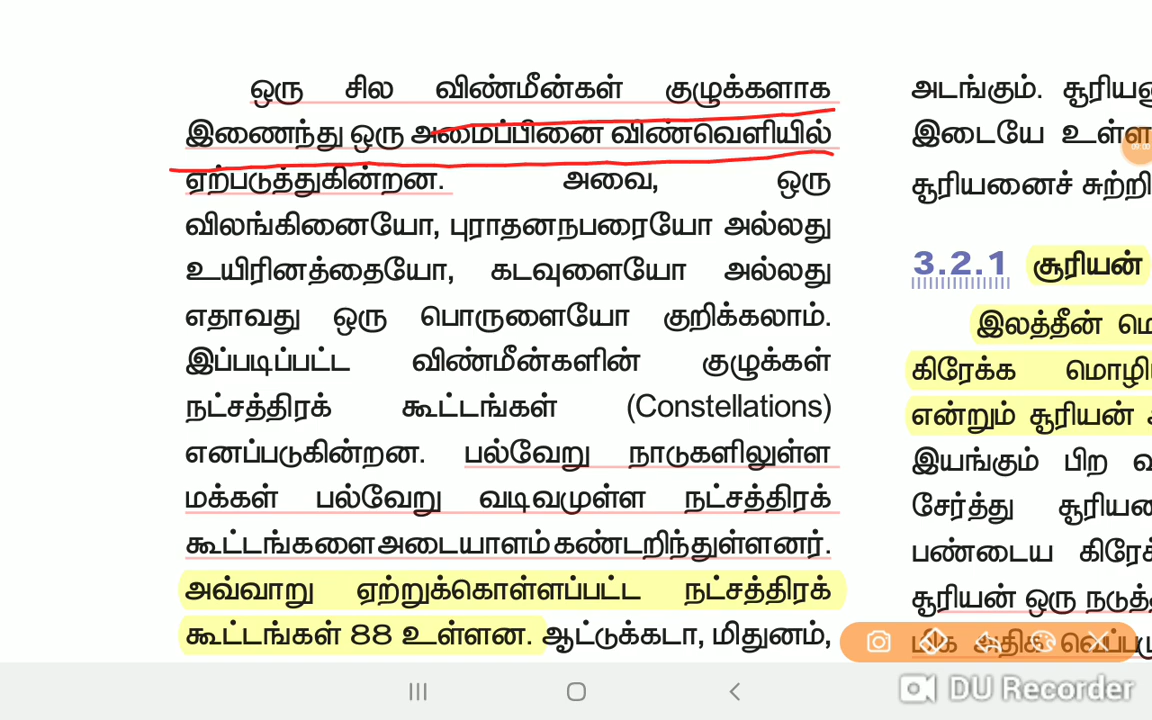 ஒரு சில விண்மீன்கள் குழுக்களாக
இணைந்து ஒரு அமைப்பினை விண்வெளியில்
ஏற்படுத்துகின்றன. அவை, ஒரு
விலங்கினையோ, புராதனநபரையோ அல்லது
உயிரினத்தையோ, கடவுளையோ அல்லது
எதாவது ஒரு பொருளையோ குறிக்கலாம்.
இப்படிப்பட்ட விண்மீன்களின் குழுக்கள்
நட்சத்திரக் கூட்டங்கள் (Constellations)
எனப்படுகின்றன. பல்வேறு நாடுகளிலுள்ள
மக்கள் பல்வேறு வடிவமுள்ள நட்சத்திரக்
கூட்டங்களை அடையாளம் கண்டறிந்துள்ளனர்.
அவ்வாறு ஏற்றுக்கொள்ளப்பட்ட நட்சத்திரக்
கூட்டங்கள் 88 உள்ளன. ஆட்டுக்கடா, மிதுனம்,
அடங்கும்.
இடையே
சூரியனைச்
3.2.1 சூரியன்
இலத்தீன்
கிரேக்க
என்றும் சூரியன்
இயங்கும் பிற
சேர்த்து
பண்டைய
சூரியன் ஒரு
மிக அதிக
DU Recorder